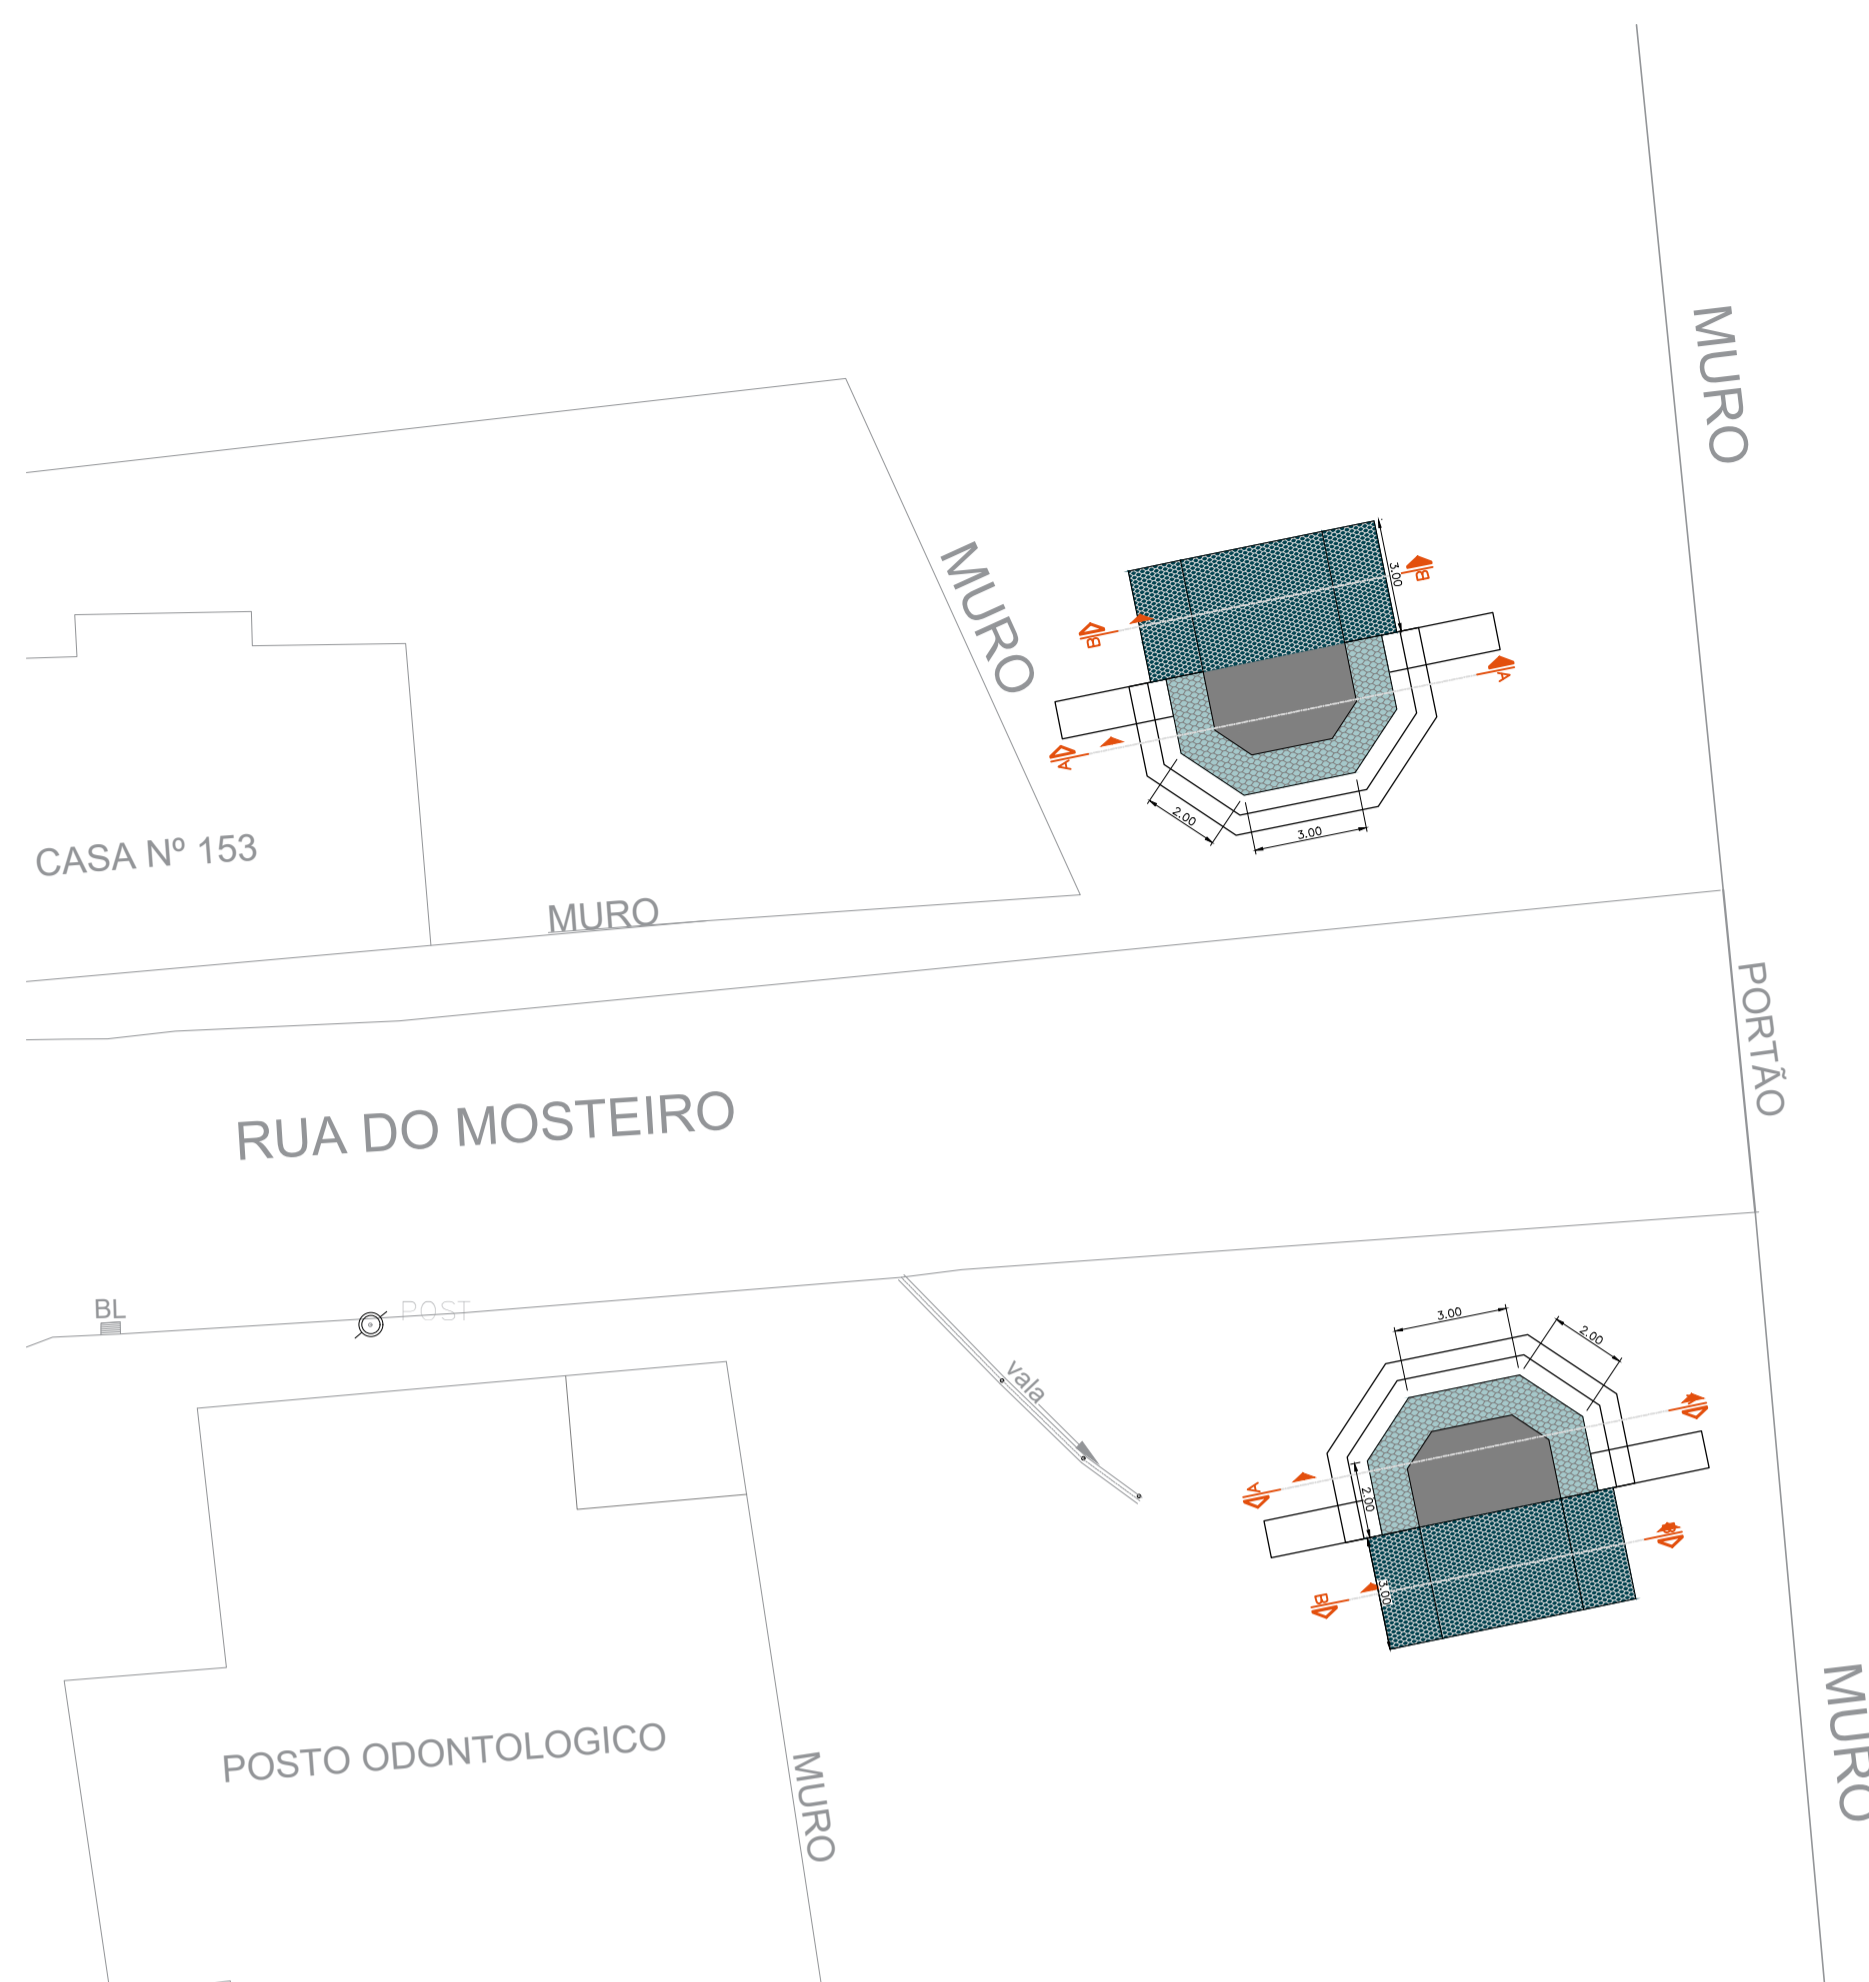 MURO
MURO
B
3.00
B
A
A
2.00
3.00
CASA Nº 153
MURO
PORTÃO
RUA DO MOSTEIRO
BL
POST
3.00
2.00
vala
A
2.00
B
3.00
MURO
POSTO ODONTOLOGICO
MURO